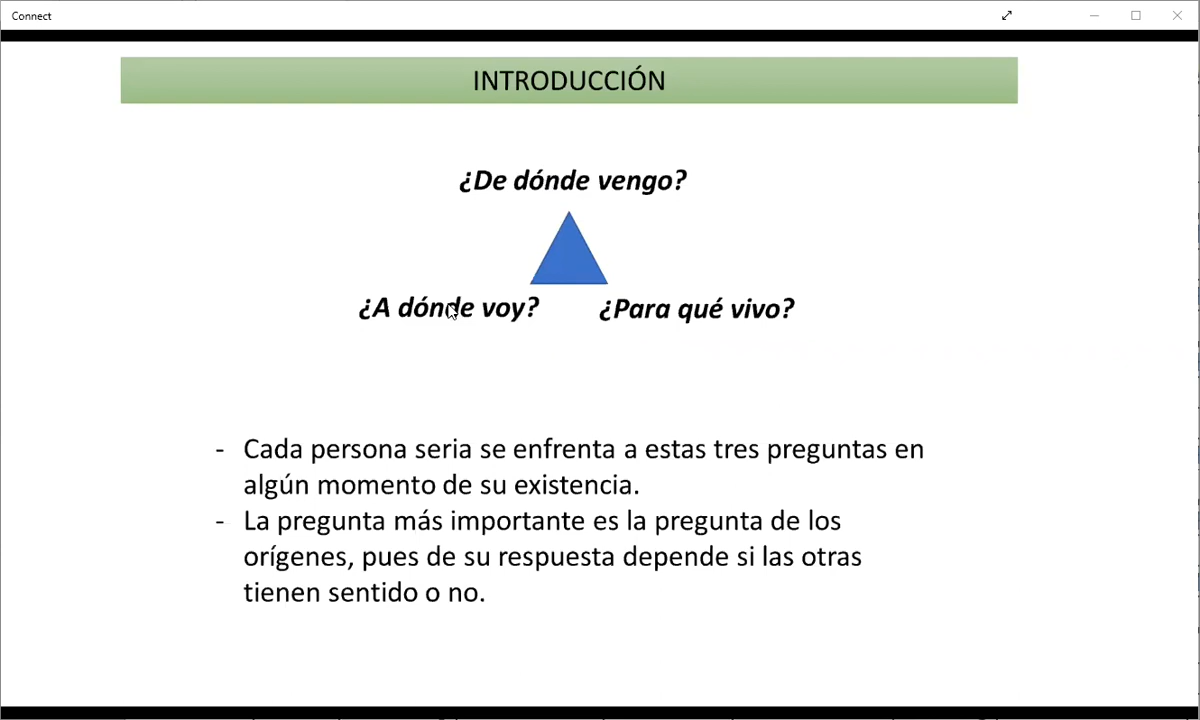 Connect
INTRODUCCIÓN
¿De dónde vengo?
¿A dónde voy? ¿Para qué vivo?
- Cada persona seria se enfrenta a estas tres preguntas en
algún momento de su existencia.
- La pregunta más importante es la pregunta de los
orígenes, pues de su respuesta depende si las otras
tienen sentido o no.